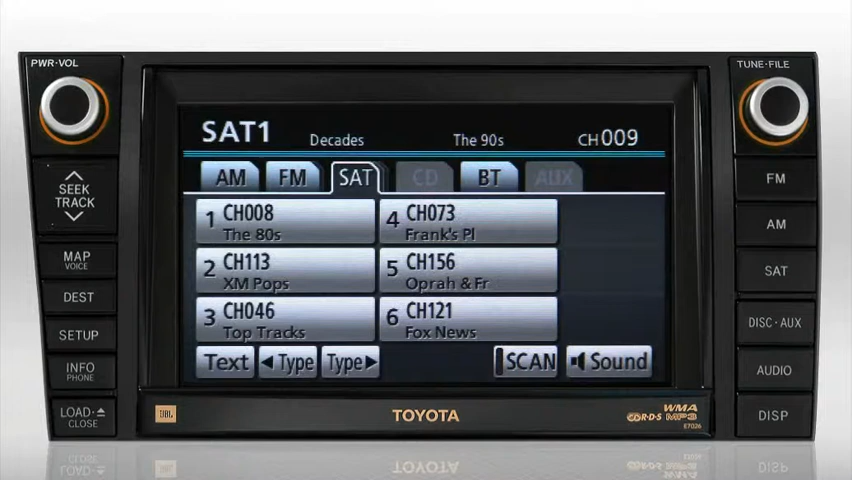 PWR·VOL
TUNE·FILE
SAT1 Decades The 90s CH009
AM FM SAT CD BT AUX
1 CH008
The 80s
4 CH073
Frank's Pl
2 CH113
XM Pops
5 CH156
Oprah & Fr
3 CH046
Top Tracks
6 CH121
Fox News
Text ◀Type Type▶ SCAN Sound
SEEK
TRACK
MAP
VOICE
DEST
SETUP
INFO
PHONE
LOAD·⏏
CLOSE
FM
AM
SAT
DISC·AUX
AUDIO
DISP
JBL
TOYOTA
R·D·S
WMA
MP3
E7026